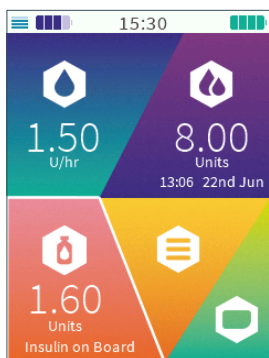 15:30
1.50
U/hr
8.00
Units
13:06 22nd Jun
1.60
Units
Insulin on Board